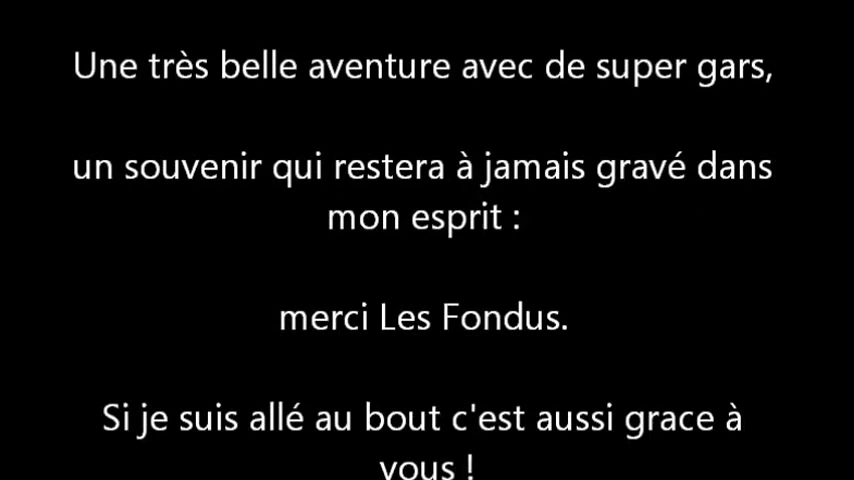 Une très belle aventure avec de super gars,
un souvenir qui restera à jamais gravé dans
mon esprit :
merci Les Fondus.
Si je suis allé au bout c'est aussi grace à
vous !